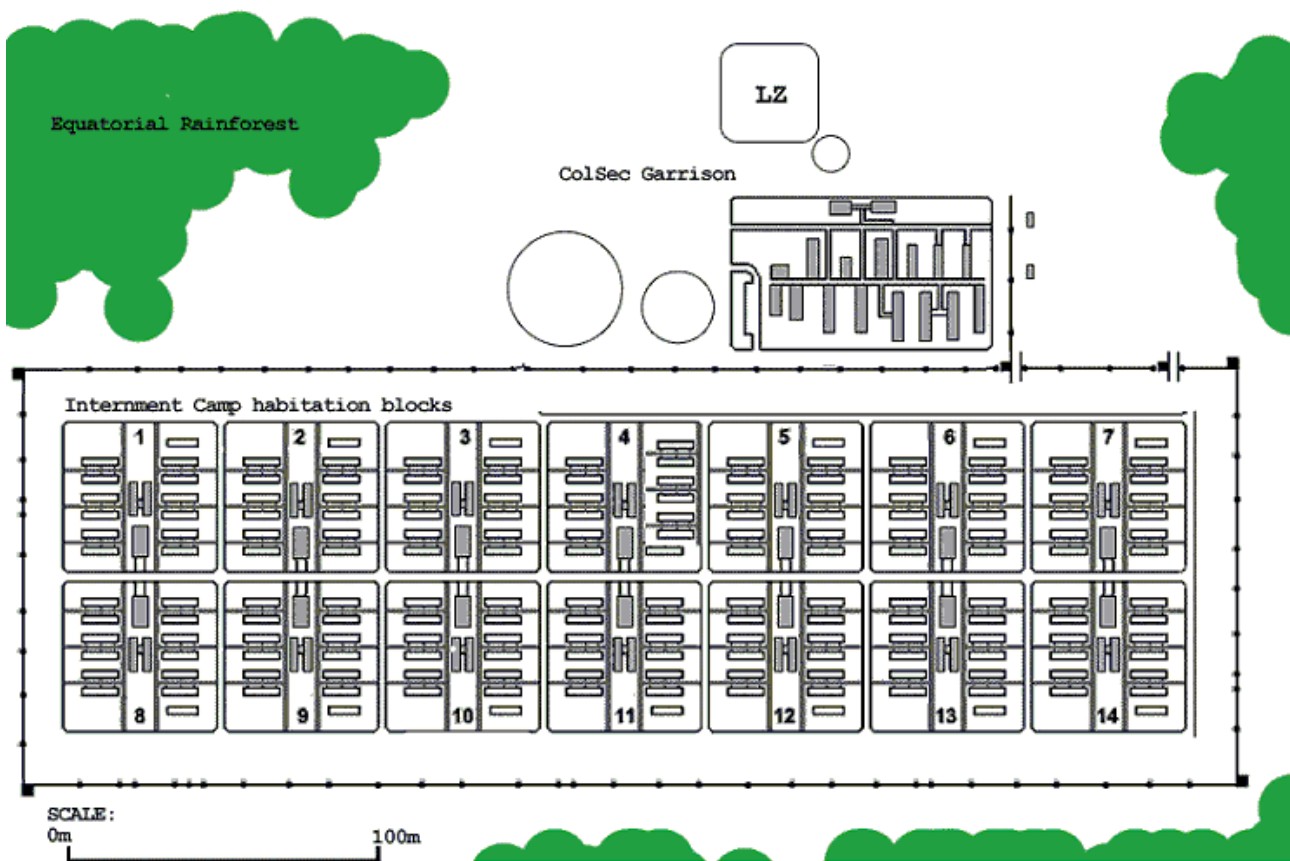 LZ
Equatorial Rainforest
ColSec Garrison
Internment Camp habitation blocks
1 2 3 4 5 6 7
8 9 10 11 12 13 14
SCALE:
0m 100m